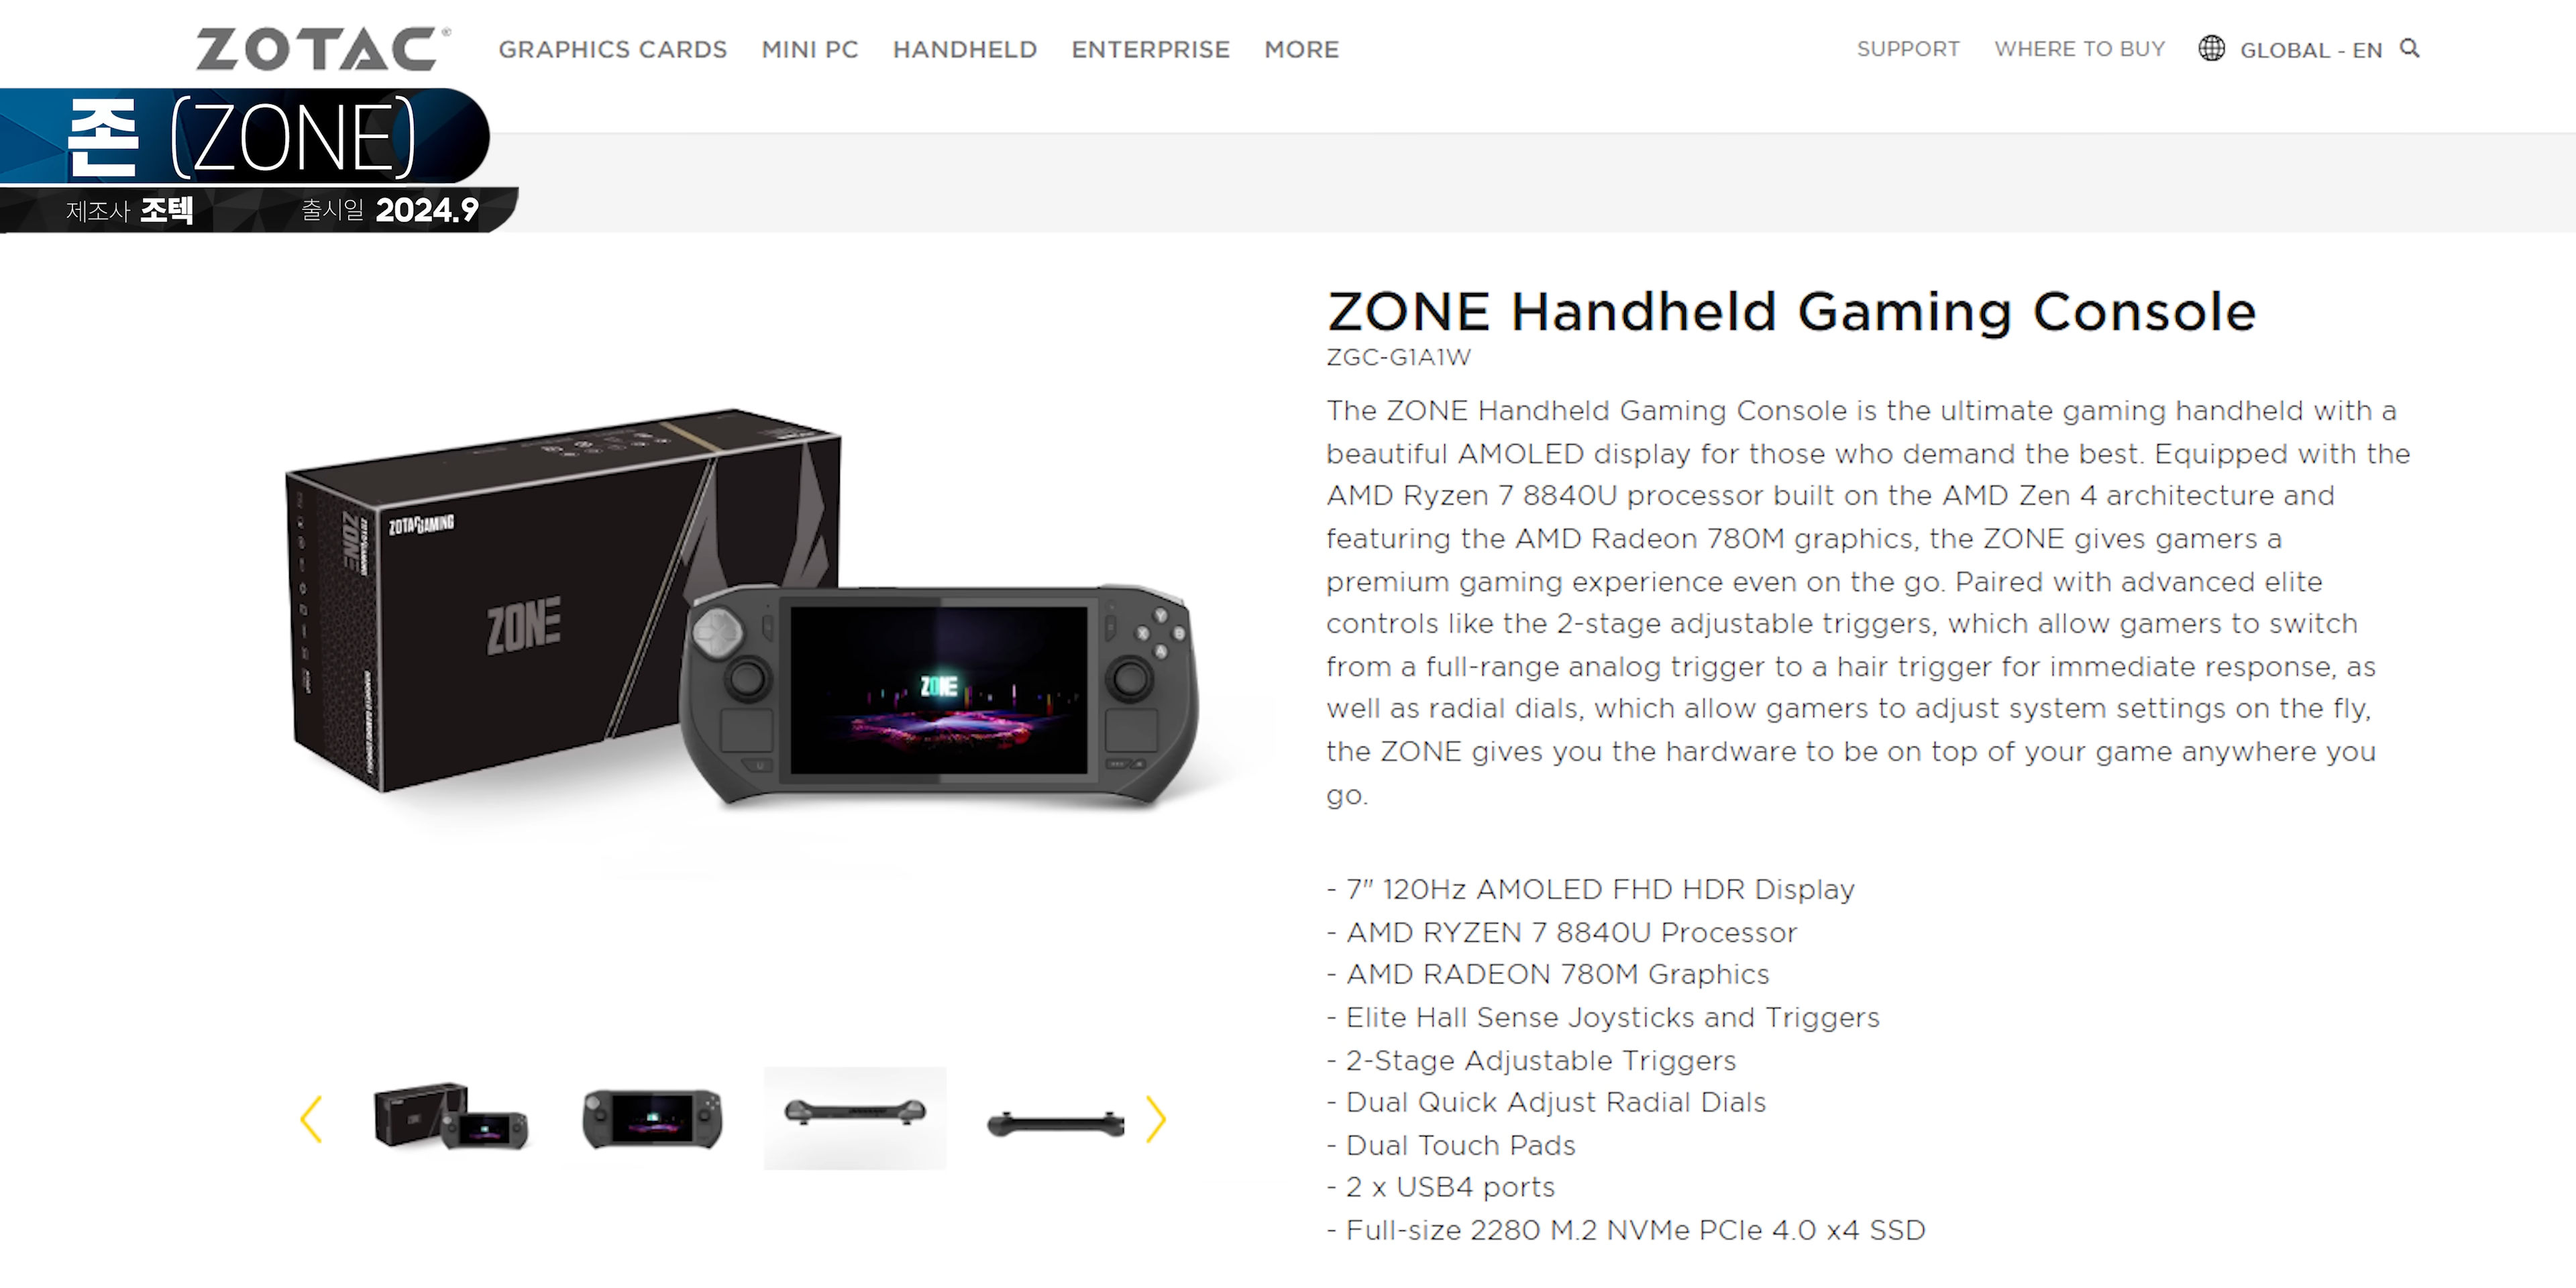 ZOTAC®
GRAPHICS CARDS MINI PC HANDHELD ENTERPRISE MORE
SUPPORT WHERE TO BUY GLOBAL - EN
존 (ZONE)
제조사 조텍 출시일 2024.9
ZONE Handheld Gaming Console
ZGC-G1A1W
The ZONE Handheld Gaming Console is the ultimate gaming handheld with a
beautiful AMOLED display for those who demand the best. Equipped with the
AMD Ryzen 7 8840U processor built on the AMD Zen 4 architecture and
featuring the AMD Radeon 780M graphics, the ZONE gives gamers a
premium gaming experience even on the go. Paired with advanced elite
controls like the 2-stage adjustable triggers, which allow gamers to switch
from a full-range analog trigger to a hair trigger for immediate response, as
well as radial dials, which allow gamers to adjust system settings on the fly,
the ZONE gives you the hardware to be on top of your game anywhere you
go.
- 7" 120Hz AMOLED FHD HDR Display
- AMD RYZEN 7 8840U Processor
- AMD RADEON 780M Graphics
- Elite Hall Sense Joysticks and Triggers
- 2-Stage Adjustable Triggers
- Dual Quick Adjust Radial Dials
- Dual Touch Pads
- 2 x USB4 ports
- Full-size 2280 M.2 NVMe PCIe 4.0 x4 SSD
ZOTAC GAMING
ZONE
ZONE
ZONE
Y
X B
A